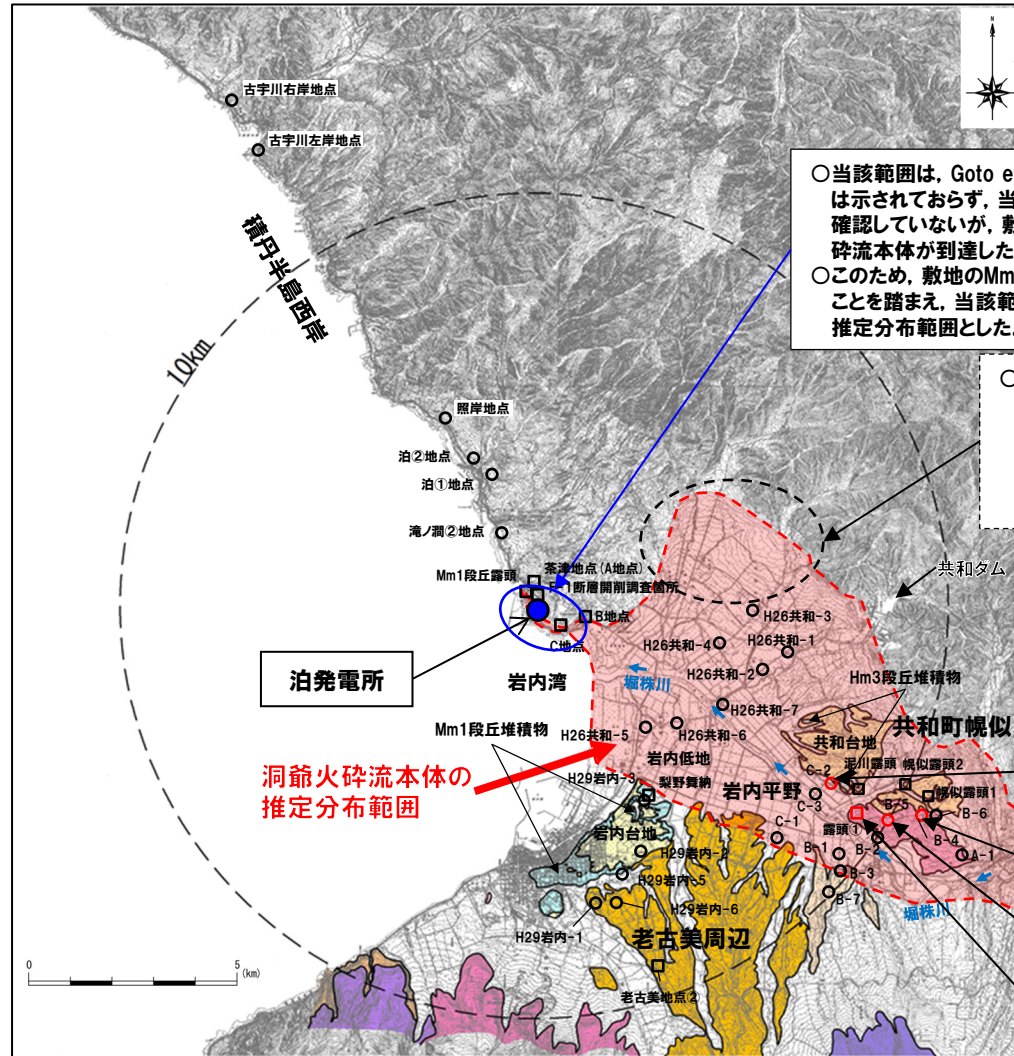 N
古宇川右岸地点
古宇川左岸地点
積丹半島西岸
10km
○当該範囲は, Goto e
は示されておらず, 当
確認していないが, 敷
砕流本体が到達した
○このため, 敷地のMm
ことを踏まえ, 当該範
推定分布範囲とした.
○
照岸地点
泊②地点
泊①地点
滝ノ澗②地点
茶津地点(A地点)
Mm1段丘露頭
F-1断層開削調査箇所
共和ダム
B地点
C地点
H26共和-3
H26共和-4
H26共和-1
H26共和-2
泊発電所
岩内湾
堀株川
Hm3段丘堆積物
H26共和-7
Mm1段丘堆積物
H26共和-5
H26共和-6
共和町幌似
共和台地
岩内低地
洞爺火砕流本体の
推定分布範囲
H29岩内-3
梨野舞納
岩内平野
C-2
泥川露頭
幌似露頭2
幌似露頭1
C-3
B-5
B-6
岩内台地
C-1
露頭①
B-4
B-2
B-1
A-1
H29岩内-2
B-3
H29岩内-5
B-7
H29岩内-6
堀株川
H29岩内-1
老古美周辺
0
5
(km)
老古美地点②